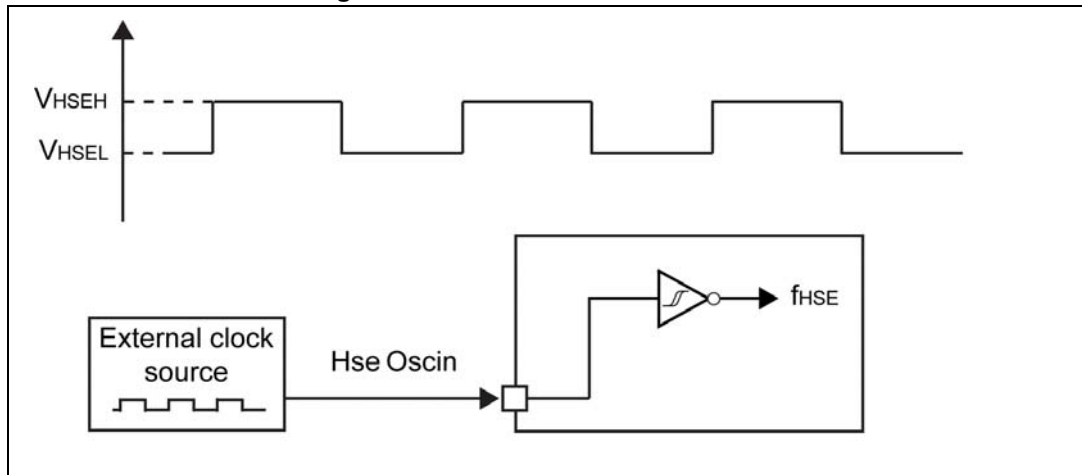 VHSEH
VHSEL
fHSE
External clock
source
Hse Oscin